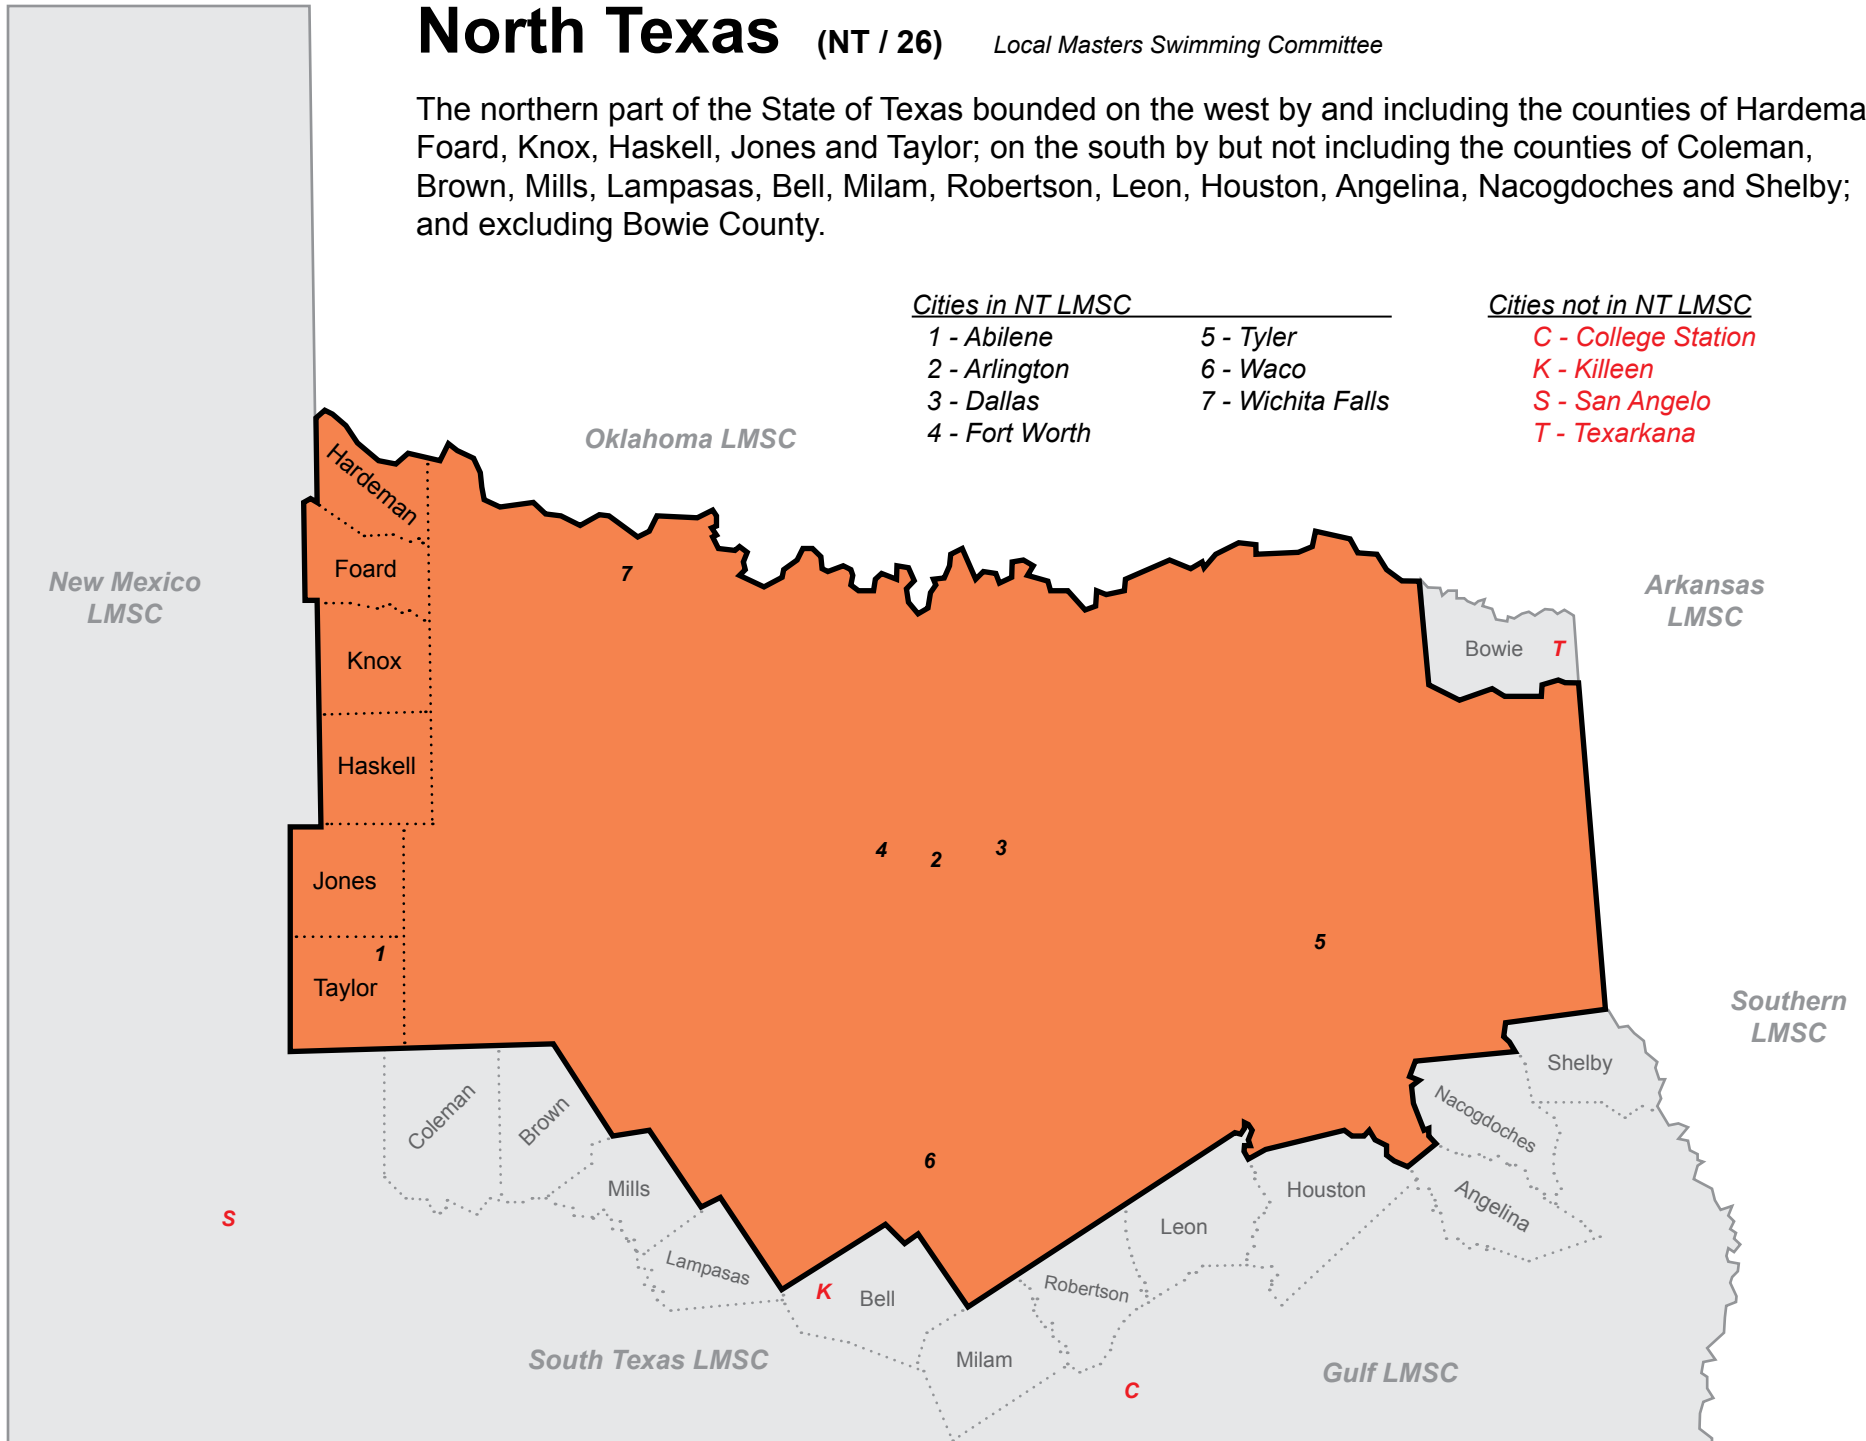 North Texas (NT / 26) Local Masters Swimming Committee
The northern part of the State of Texas bounded on the west by and including the counties of Hardema
Foard, Knox, Haskell, Jones and Taylor; on the south by but not including the counties of Coleman,
Brown, Mills, Lampasas, Bell, Milam, Robertson, Leon, Houston, Angelina, Nacogdoches and Shelby;
and excluding Bowie County.
Cities in NT LMSC
1 - Abilene
2 - Arlington
3 - Dallas
4 - Fort Worth
5 - Tyler
6 - Waco
7 - Wichita Falls
Cities not in NT LMSC
C - College Station
K - Killeen
S - San Angelo
T - Texarkana
Oklahoma LMSC
Hardeman
Foard
7
New Mexico
LMSC
Arkansas
LMSC
Bowie
T
Knox
Haskell
4
2
3
Jones
1
5
Taylor
Southern
LMSC
Shelby
Coleman
Brown
Nacogdoches
6
Mills
Houston
Angelina
S
Leon
Lampasas
K
Bell
Robertson
South Texas LMSC
Milam
Gulf LMSC
C